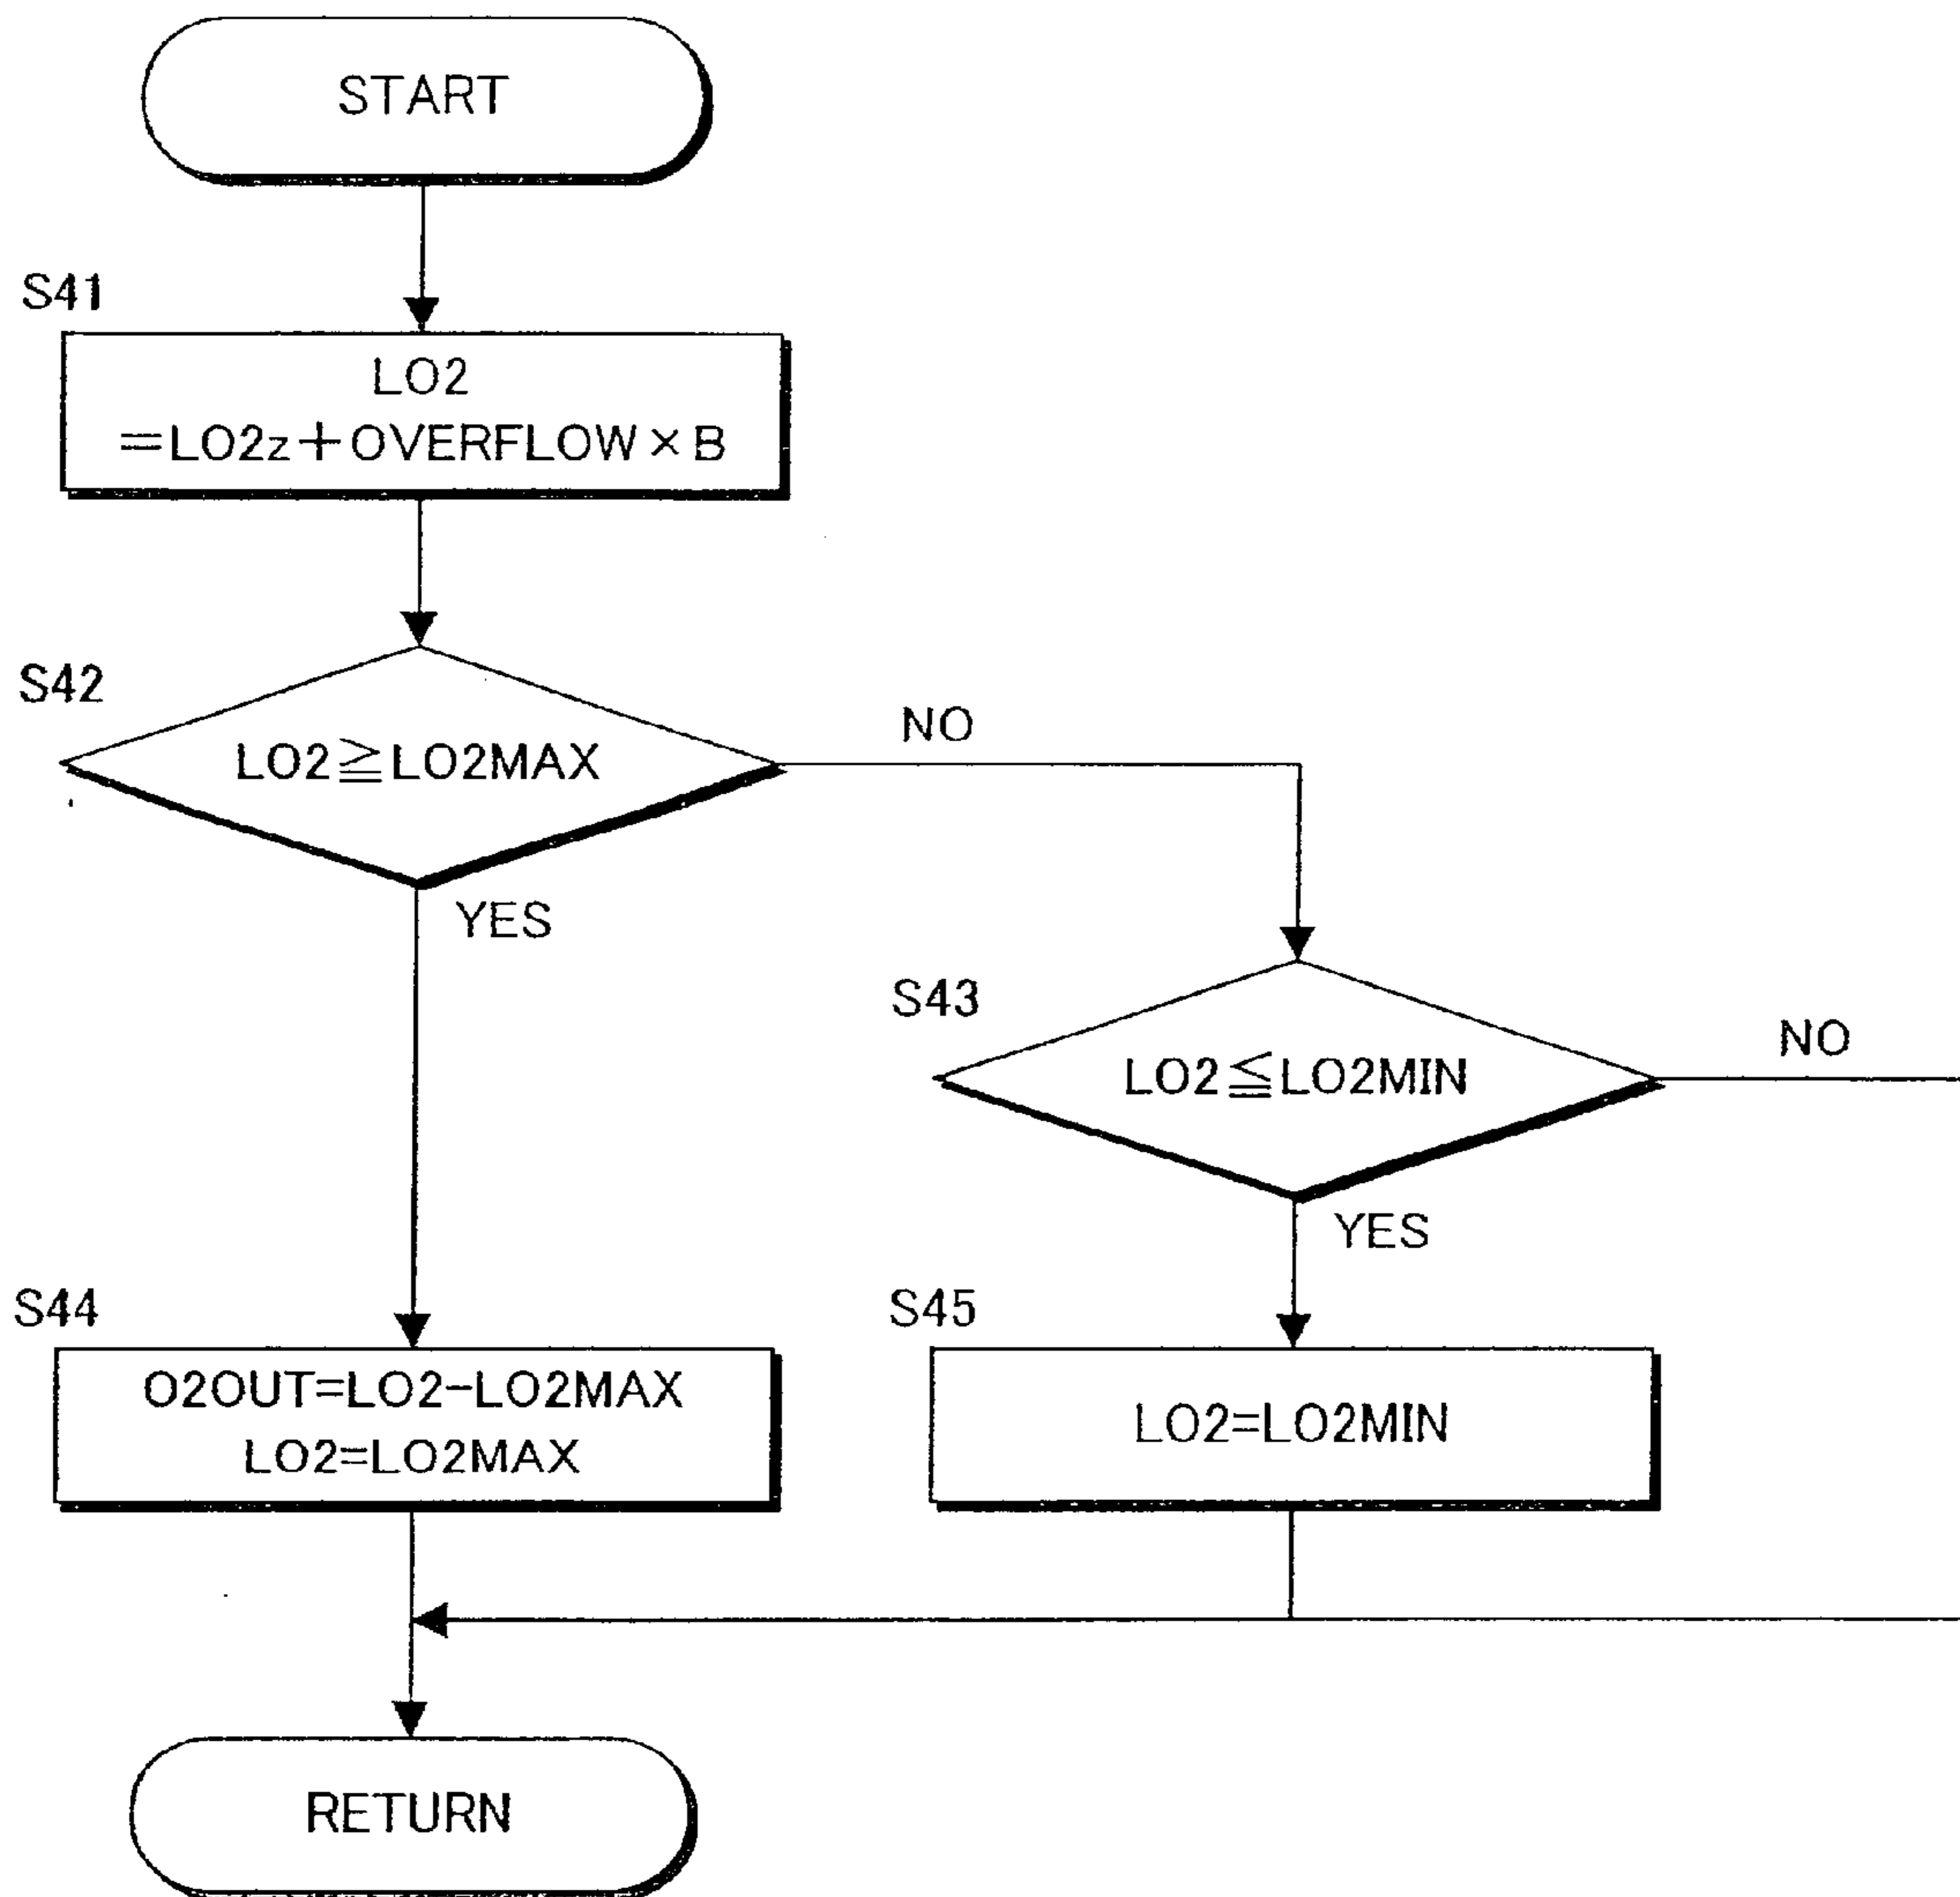 START
S41
LO2
=LO2z+OVERFLOW×B
S42
LO2≧LO2MAX
NO
YES
S43
LO2≦LO2MIN
NO
YES
S44
O2OUT=LO2-LO2MAX
LO2=LO2MAX
S45
LO2=LO2MIN
RETURN